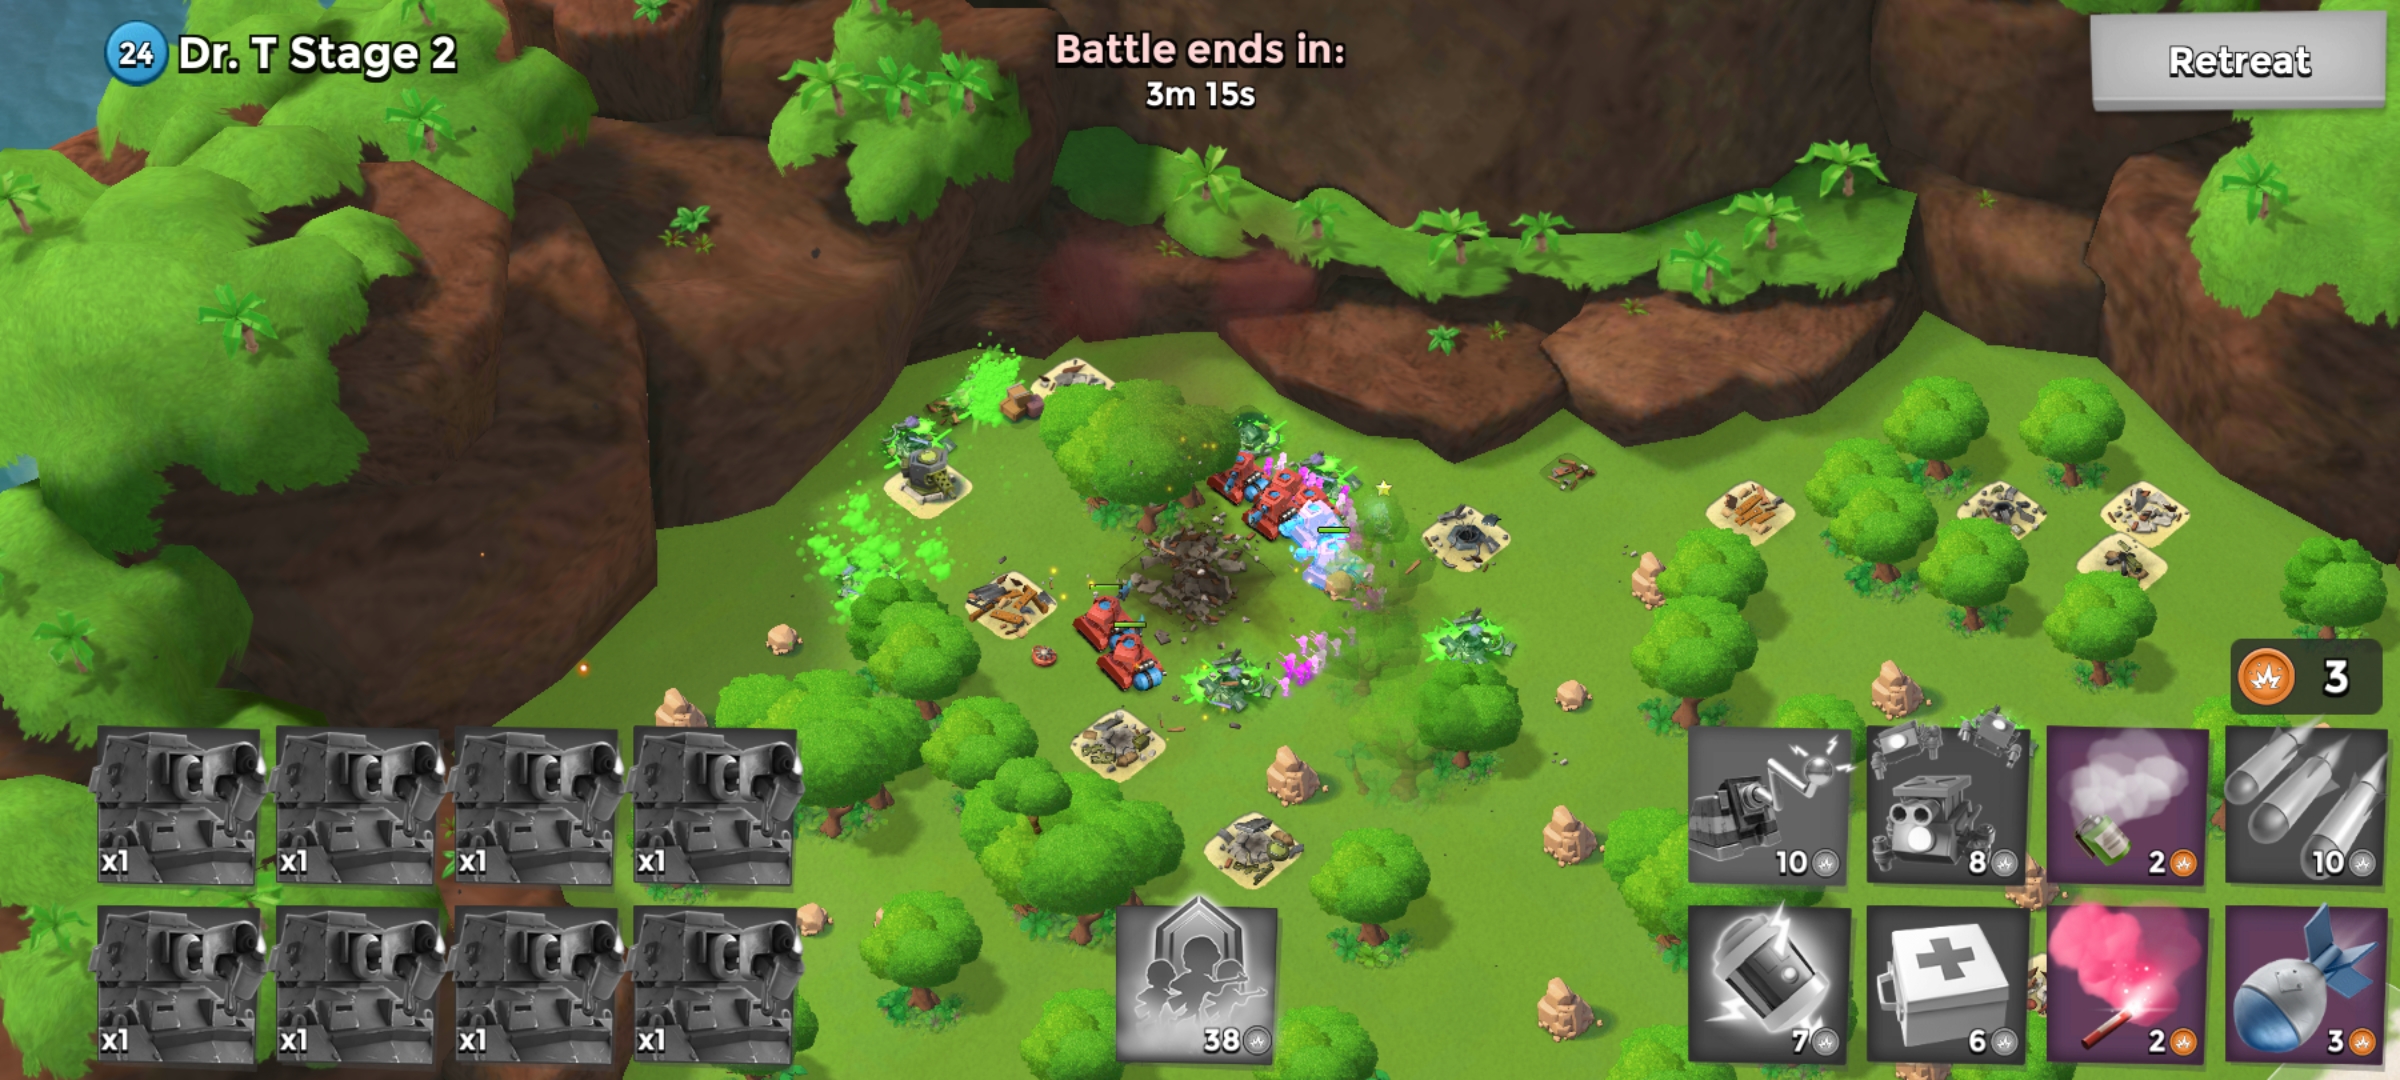 24 Dr. T Stage 2
Battle ends in:
3m 15s
Retreat
3
x1 x1 x1 x1
10 8 2 10
x1 x1 x1 x1
38
7 6 2 3